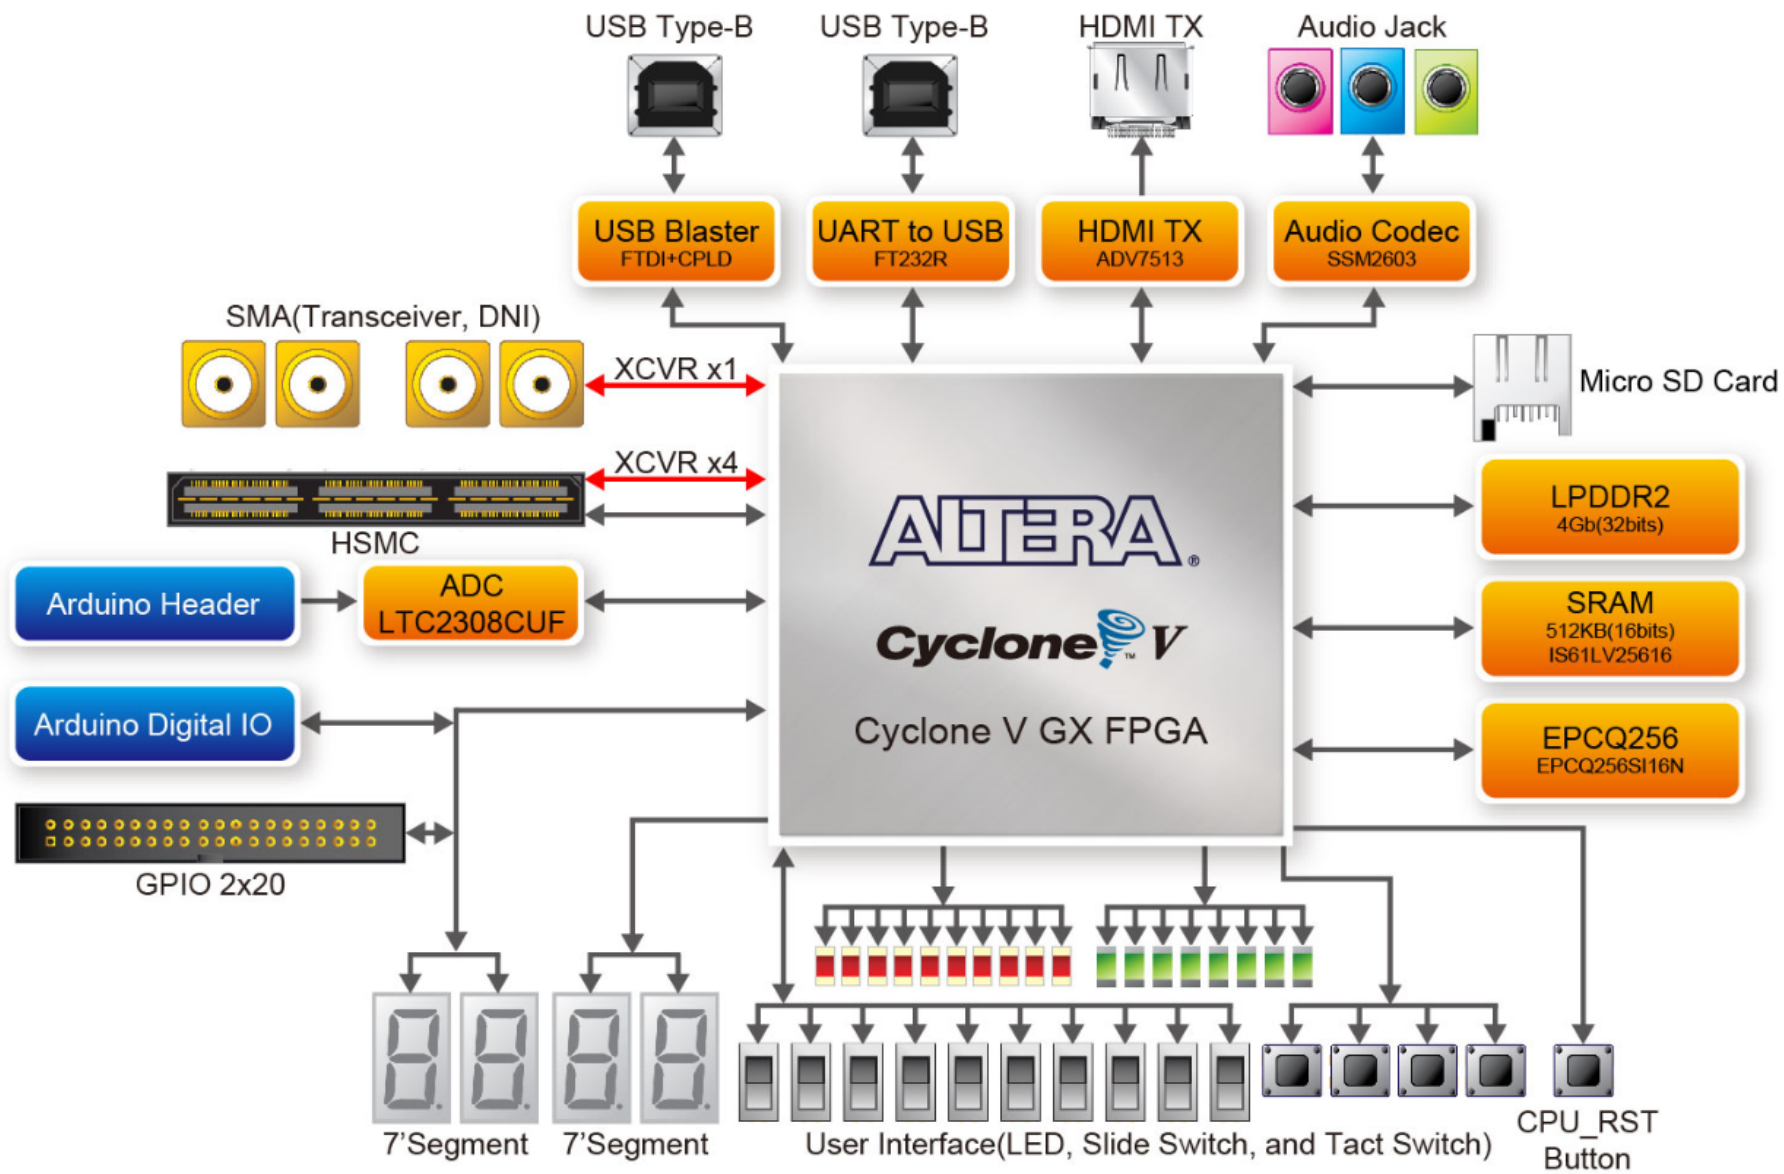 USB Type-B
USB Type-B
HDMI TX
Audio Jack
USB Blaster
FTDI+CPLD
UART to USB
FT232R
HDMI TX
ADV7513
Audio Codec
SSM2603
SMA(Transceiver, DNI)
XCVR x1
Micro SD Card
XCVR x4
HSMC
LPDDR2
4Gb(32bits)
ALTERA®
Arduino Header
ADC
LTC2308CUF
SRAM
512KB(16bits)
IS61LV25616
Cyclone™ V
Arduino Digital IO
Cyclone V GX FPGA
EPCQ256
EPCQ256SI16N
GPIO 2x20
7'Segment
7'Segment
User Interface(LED, Slide Switch, and Tact Switch)
CPU_RST
Button